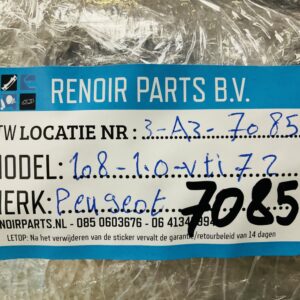 RENOIR PARTS B.V.
TW LOCATIE NR : 3-A3-7085
MODEL: 108-1.0-vti 72
MERK: Peugeot 7085
NOIRPARTS.NL - 085 0603676 - 06 4134
LETOP: Na het verwijderen van de sticker vervalt de garantie/retourbeleid van 14 dagen